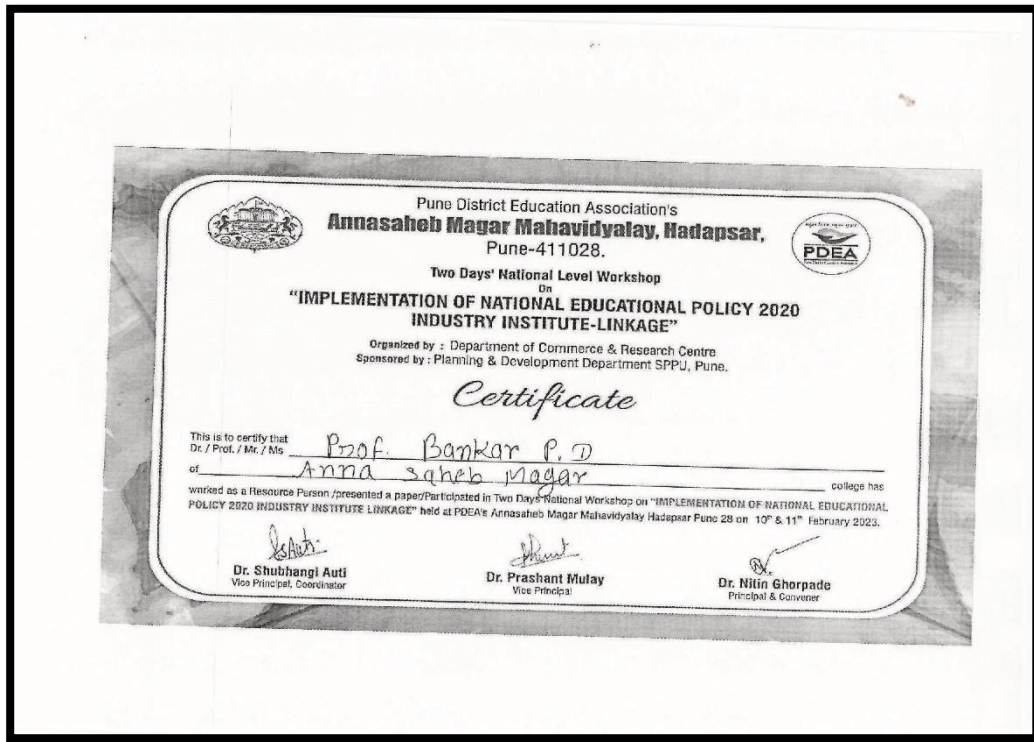 Pune District Education Association's
Annasaheb Magar Mahavidyalay, Hadapsar,
Pune-411028.
PDEA
Two Days' National Level Workshop
On
"IMPLEMENTATION OF NATIONAL EDUCATIONAL POLICY 2020
INDUSTRY INSTITUTE-LINKAGE"
Organized by : Department of Commerce & Research Centre
Sponsored by : Planning & Development Department SPPU, Pune.
Certificate
This is to certify that
Dr. / Prof. / Mr. / Ms Prof. Bankar P. D
of Anna Saheb Magar college has
worked as a Resource Person /presented a paper/Participated in Two Days National Workshop on "IMPLEMENTATION OF NATIONAL EDUCATIONAL
POLICY 2020 INDUSTRY INSTITUTE LINKAGE" held at PDEA's Annasaheb Magar Mahavidyalay Hadapsar Pune 28 on 10th & 11th February 2023.
Dr. Shubhangi Auti
Vice Principal, Coordinator
Dr. Prashant Mulay
Vice Principal
Dr. Nitin Ghorpade
Principal & Convener